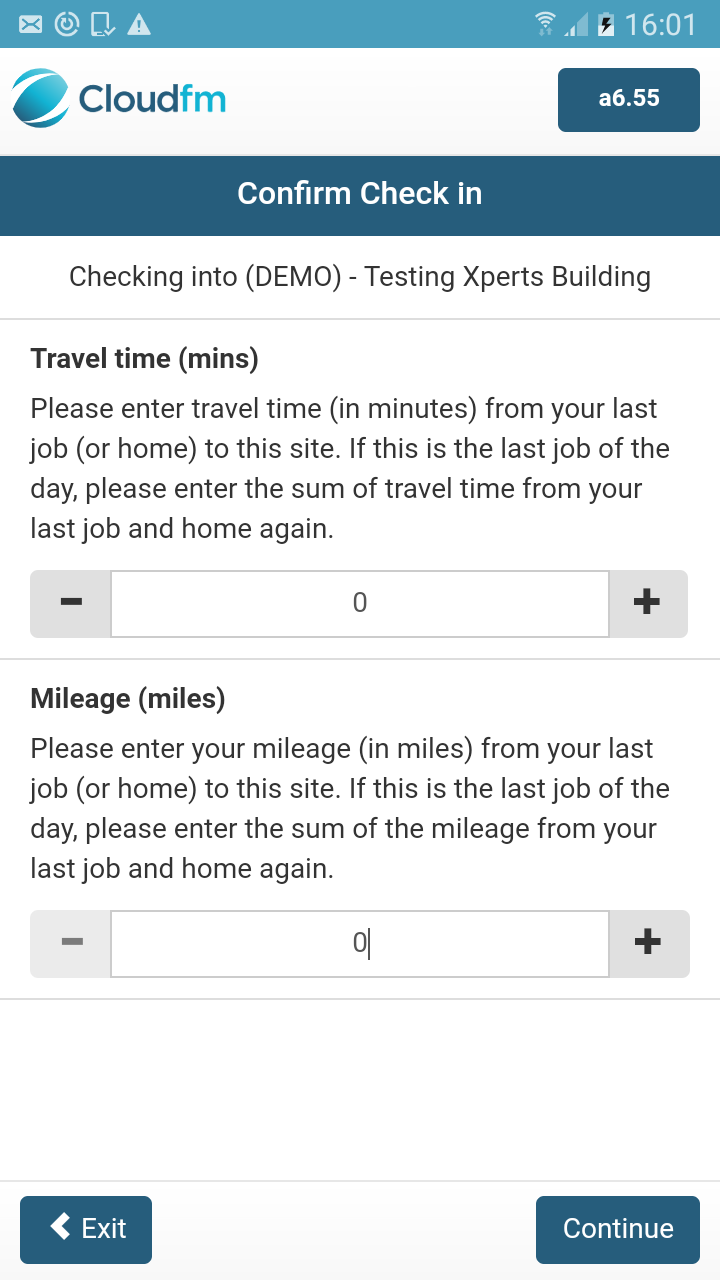 16:01
Cloudfm
a6.55
Confirm Check in
Checking into (DEMO) - Testing Xperts Building
Travel time (mins)
Please enter travel time (in minutes) from your last
job (or home) to this site. If this is the last job of the
day, please enter the sum of travel time from your
last job and home again.
0
Mileage (miles)
Please enter your mileage (in miles) from your last
job (or home) to this site. If this is the last job of the
day, please enter the sum of the mileage from your
last job and home again.
0
Exit
Continue